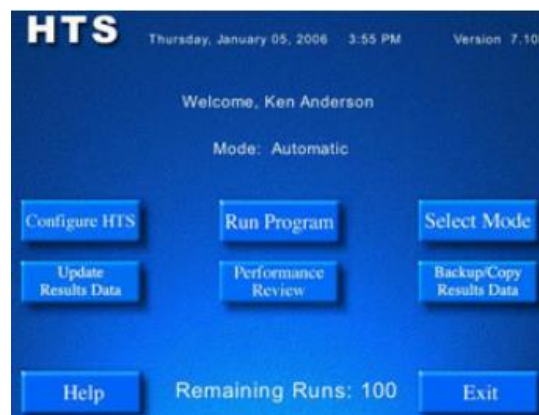 HTS Thursday, January 05, 2006 3:55 PM Version 7.10
Welcome, Ken Anderson
Mode: Automatic
Configure HTS Run Program Select Mode
Update Performance Backup/Copy
Results Data Review Results Data
Help Remaining Runs: 100 Exit